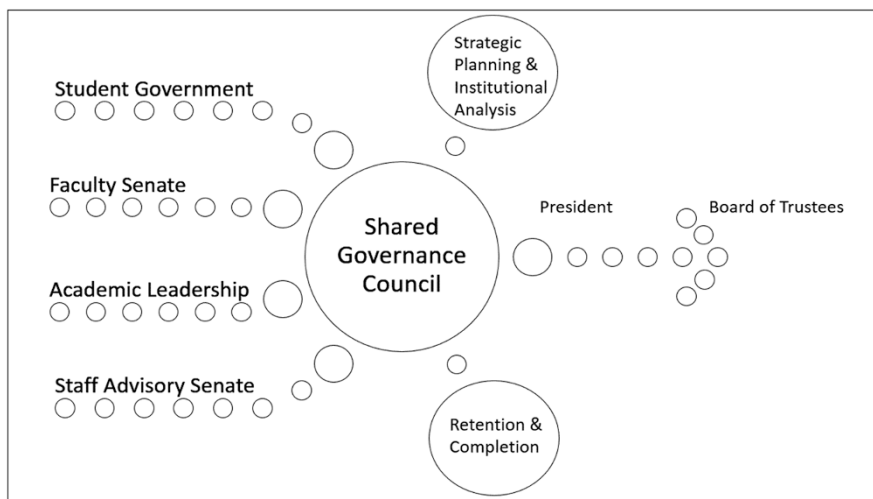 Strategic
Planning &
Institutional
Analysis
Student Government
Faculty Senate
Shared
Governance
Council
President
Board of Trustees
Academic Leadership
Staff Advisory Senate
Retention &
Completion